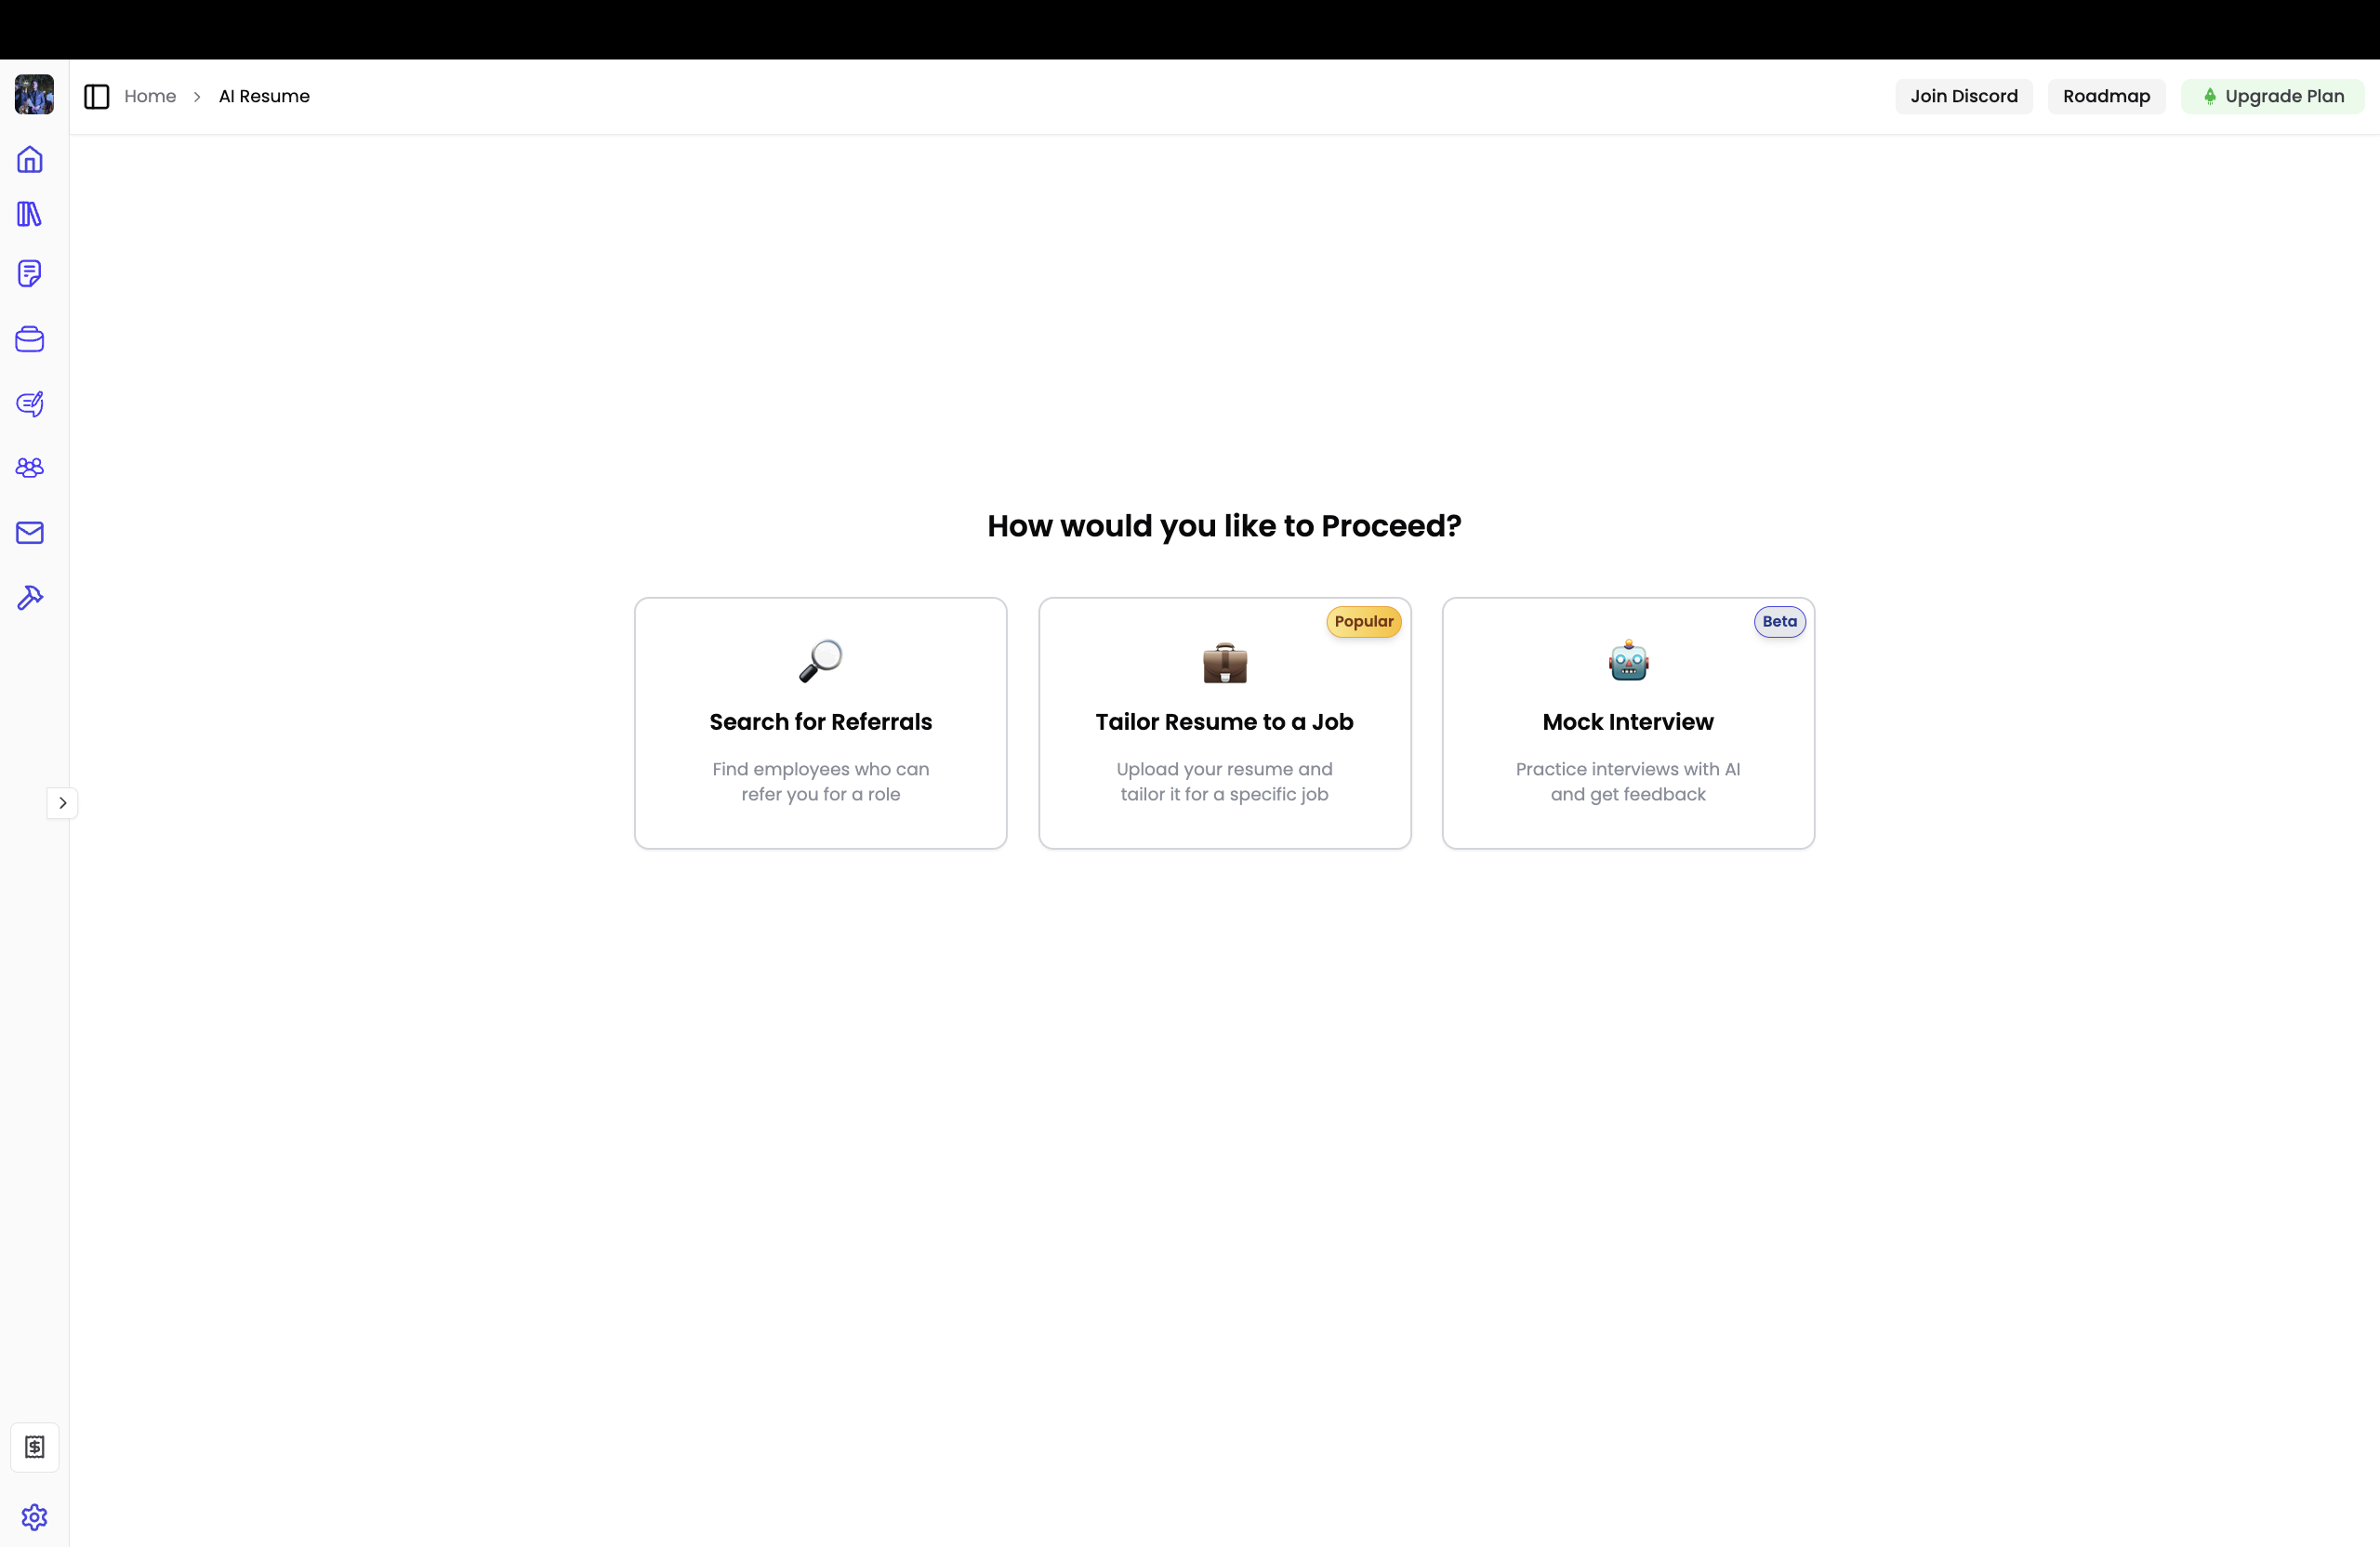 Home > AI Resume
Join Discord
Roadmap
Upgrade Plan
How would you like to Proceed?
Search for Referrals
Find employees who can
refer you for a role
Popular
Tailor Resume to a Job
Upload your resume and
tailor it for a specific job
Beta
Mock Interview
Practice interviews with AI
and get feedback